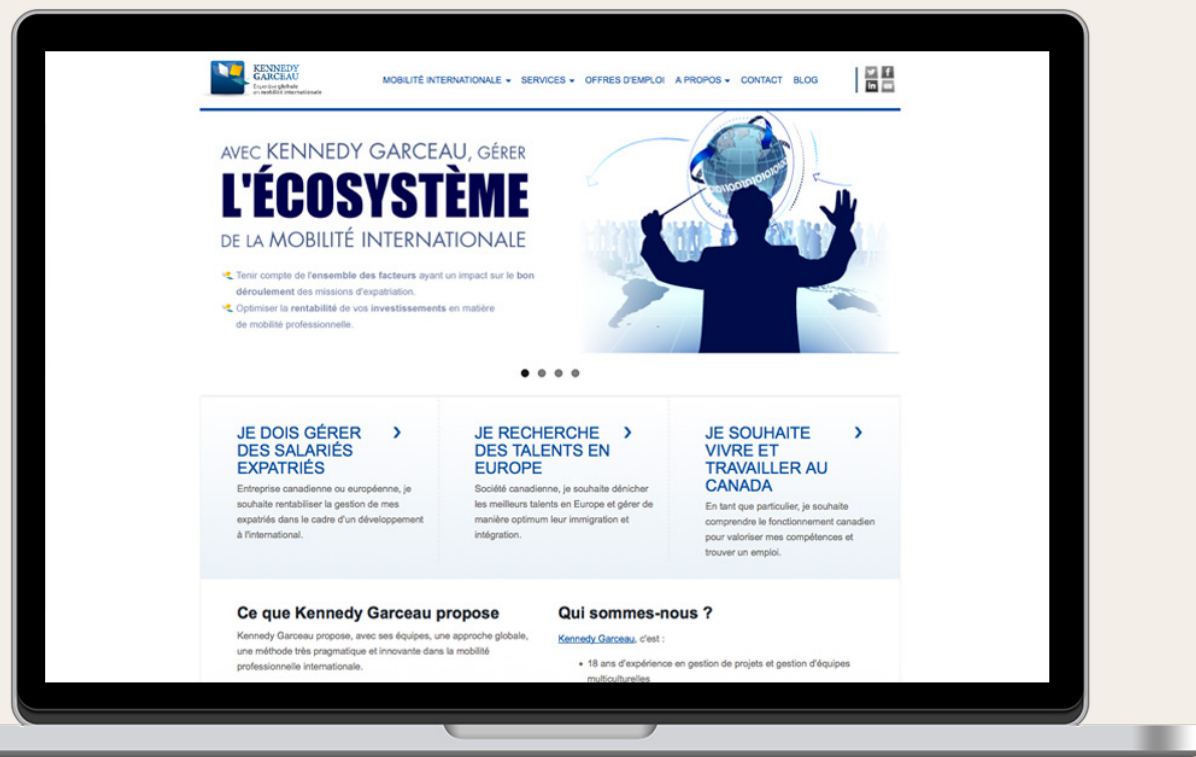 KENNEDY
GARCEAU
Expertise globale
en mobilité internationale
MOBILITÉ INTERNATIONALE SERVICES OFFRES D'EMPLOI A PROPOS CONTACT BLOG
AVEC KENNEDY GARCEAU, GÉRER
L'ÉCOSYSTÈME
DE LA MOBILITÉ INTERNATIONALE
Tenir compte de l'ensemble des facteurs ayant un impact sur le bon
déroulement des missions d'expatriation.
Optimiser la rentabilité de vos investissements en matière
de mobilité professionnelle.
JE DOIS GÉRER
DES SALARIÉS
EXPATRIÉS
Entreprise canadienne ou européenne, je
souhaite rentabiliser la gestion de mes
expatriés dans le cadre d'un développement
à l'international.
JE RECHERCHE
DES TALENTS EN
EUROPE
Société canadienne, je souhaite dénicher
les meilleurs talents en Europe et gérer de
manière optimum leur immigration et
intégration.
JE SOUHAITE
VIVRE ET
TRAVAILLER AU
CANADA
En tant que particulier, je souhaite
comprendre le fonctionnement canadien
pour valoriser mes compétences et
trouver un emploi.
Ce que Kennedy Garceau propose
Kennedy Garceau propose, avec ses équipes, une approche globale,
une méthode très pragmatique et innovante dans la mobilité
professionnelle internationale.
Qui sommes-nous ?
Kennedy Garceau, c'est :
• 18 ans d'expérience en gestion de projets et gestion d'équipes
multiculturelles